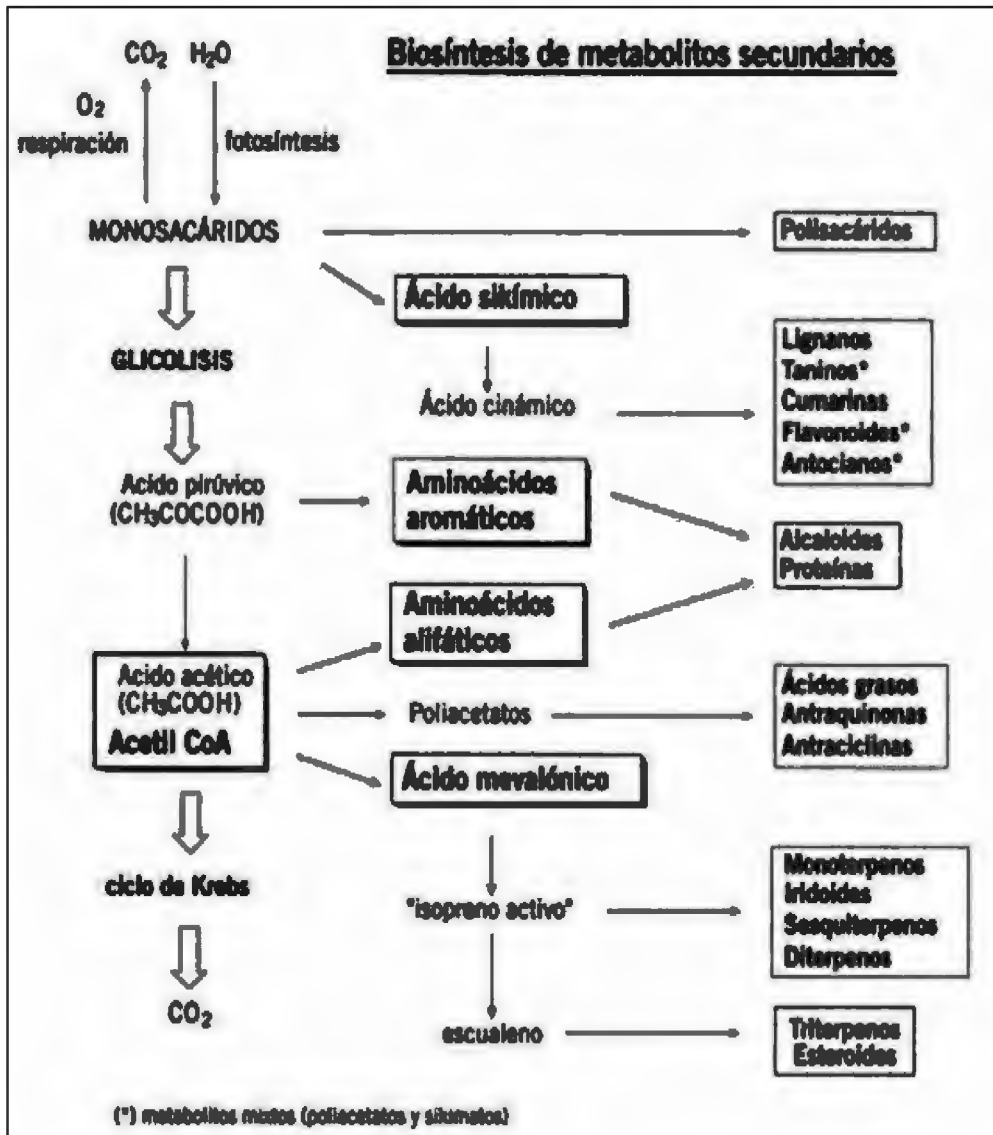 Biosíntesis de metabolitos secundarios
CO₂ H₂O
O₂
respiración
fotosíntesis
MONOSACÁRIDOS
Polisacáridos
Ácido sikímico
GLICOLISIS
Ácido cinámico
Lignanos
Taninos*
Cumarinas
Flavonoides*
Antocianos*
Acido pirúvico
(CH₃COCOOH)
Aminoácidos
aromáticos
Alcaloides
Proteínas
Aminoácidos
alifáticos
Acido acético
(CH₃COOH)
Acetil CoA
Poliacetatos
Ácidos grasos
Antraquinonas
Antraciclinas
Ácido mevalónico
ciclo de Krebs
"isopreno activo"
Monoterpenos
Iridoides
Sesquiterpenos
Diterpenos
CO₂
escualeno
Triterpenos
Esteroides
(*) metabolitos mixtos (poliacetatos y sikimatos)